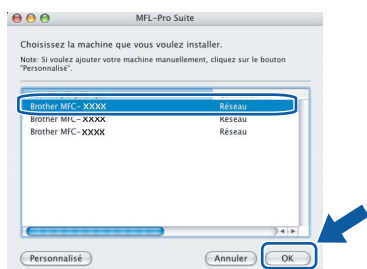 MFL-Pro Suite
Choisissez la machine que vous voulez installer.
Note: Si voulez ajouter votre machine manuellement, cliquez sur le bouton
"Personnalisé".
Brother MFC- XXXX Réseau
Brother MFC- XXXX Réseau
Brother MFC- XXXX Réseau
Personnalisé Annuler OK